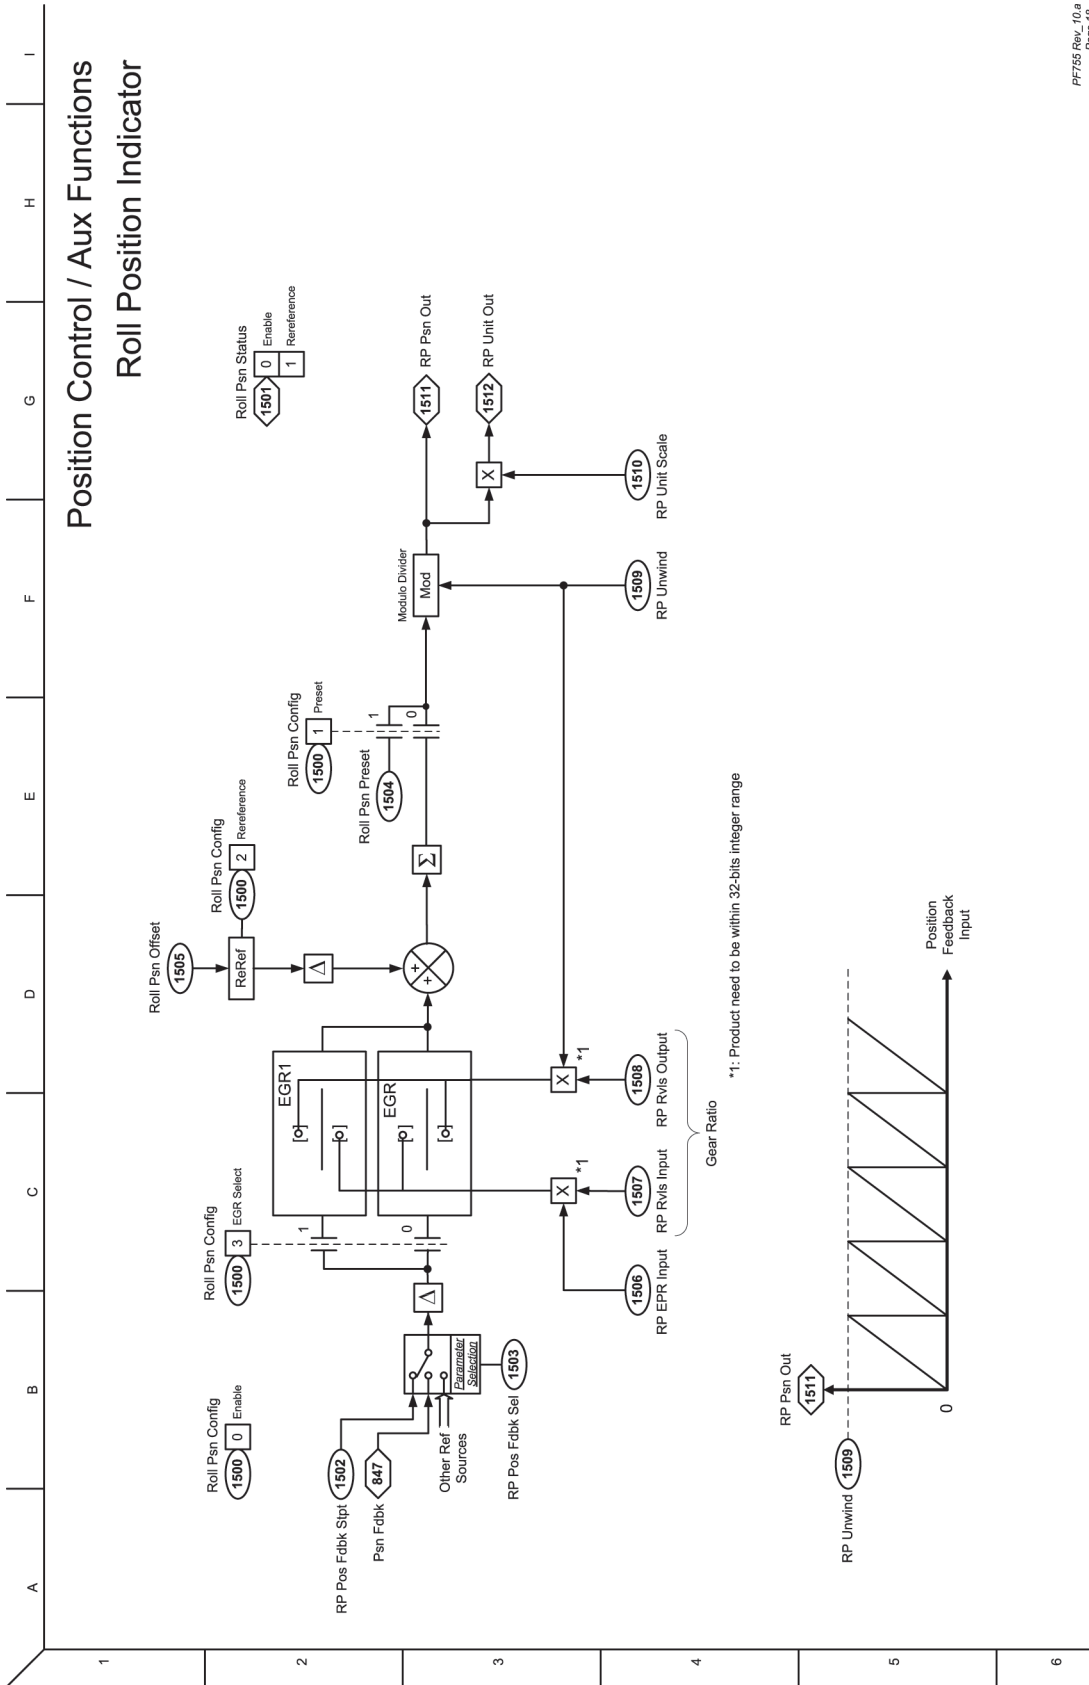 A
B
C
D
E
F
G
H
I
1
2
3
4
5
6
Position Control / Aux Functions
Roll Position Indicator
Roll Psn Config
1500
0
Enable
Roll Psn Config
1500
3
EGR Select
Roll Psn Offset
1505
ReRef
Roll Psn Config
1500
2
Rereference
Roll Psn Config
1500
1
Preset
Roll Psn Status
1501
0
Enable
1
Rereference
RP Pos Fdbk Stpt
1502
Psn Fdbk
847
Other Ref
Sources
Parameter
Selection
RP Pos Fdbk Sel
1503
Δ
1
0
EGR1
[ ]
[ ]
EGR
[ ]
[ ]
Δ
+
+
Σ
Roll Psn Preset
1504
1
0
Modulo Divider
Mod
1511
RP Psn Out
X
1512
RP Unit Out
X
*1
X
*1
1506
RP EPR Input
1507
RP Rvls Input
1508
RP Rvls Output
Gear Ratio
1509
RP Unwind
1510
RP Unit Scale
*1: Product need to be within 32-bits integer range
RP Psn Out
1511
RP Unwind
1509
0
Position
Feedback
Input
PF755 Rev_10.a